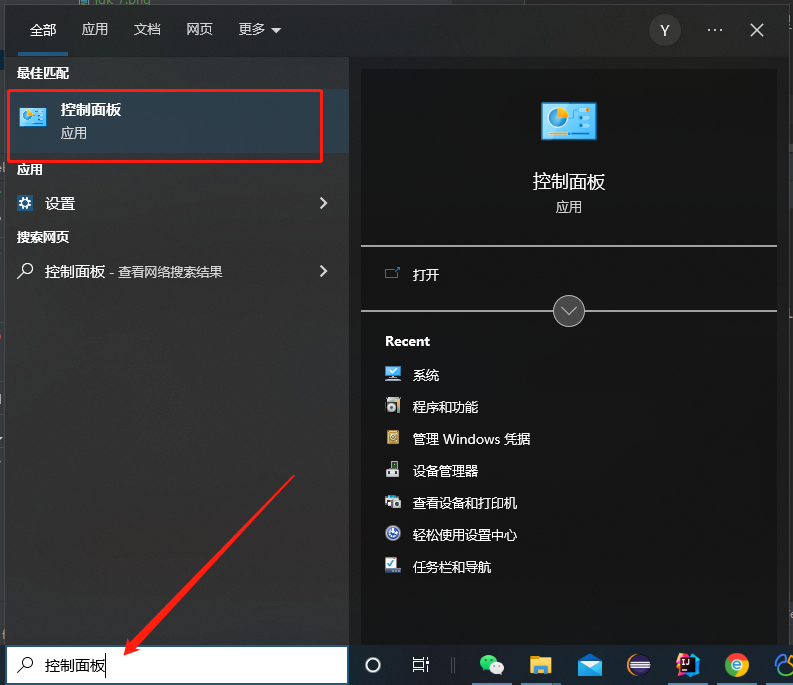 jdk-7.png
全部 应用 文档 网页 更多
Y
最佳匹配
控制面板
应用
应用
设置
搜索网页
控制面板 - 查看网络搜索结果
控制面板
应用
打开
Recent
系统
程序和功能
管理 Windows 凭据
设备管理器
查看设备和打印机
轻松使用设置中心
任务栏和导航
控制面板